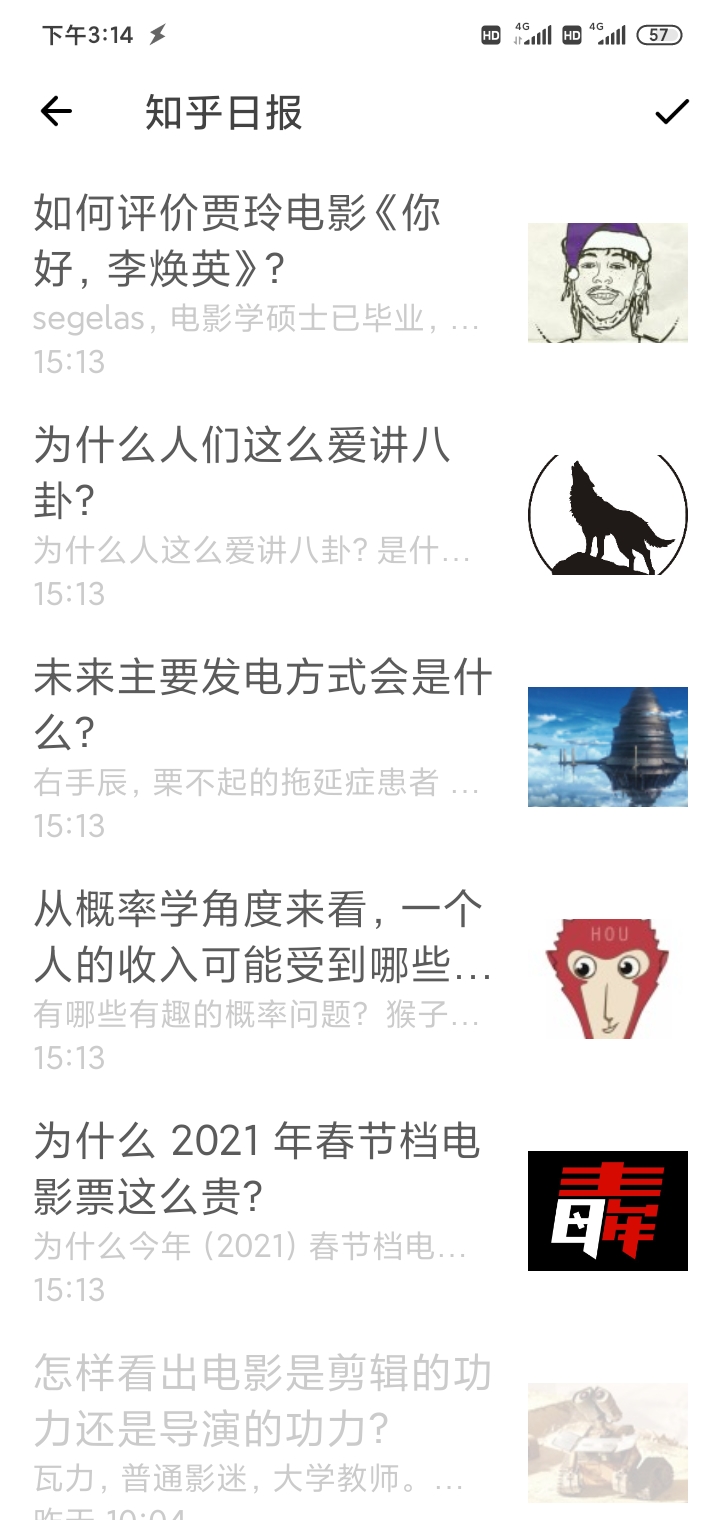 下午3:14
HD 4G HD 4G 57
知乎日报
如何评价贾玲电影《你
好，李焕英》？
segelas，电影学硕士已毕业，...
15:13
为什么人们这么爱讲八
卦？
为什么人这么爱讲八卦？是什...
15:13
未来主要发电方式会是什
么？
右手辰，栗不起的拖延症患者 ...
15:13
从概率学角度来看，一个
人的收入可能受到哪些...
HOU
有哪些有趣的概率问题？ 猴子...
15:13
为什么 2021 年春节档电
影票这么贵？
为什么今年（2021）春节档电...
15:13
怎样看出电影是剪辑的功
力还是导演的功力？
瓦力，普通影迷，大学教师。...
昨天 10:04